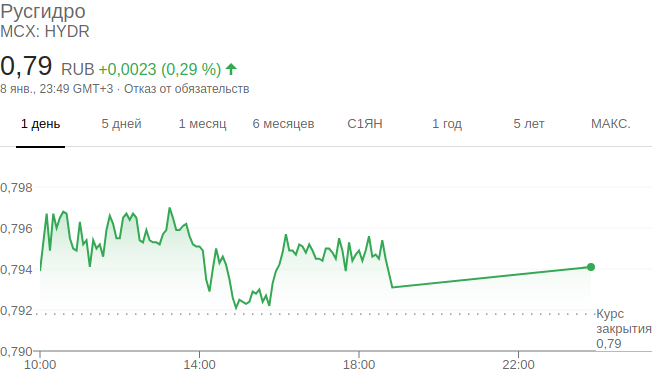 Русгидро
MCX: HYDR
0,79 RUB +0,0023 (0,29 %)
8 янв., 23:49 GMT+3 · Отказ от обязательств
1 день 5 дней 1 месяц 6 месяцев С1ЯН 1 год 5 лет МАКС.
0,798
0,796
0,794
0,792
Курс
закрытия
0,79
0,790
10:00 14:00 18:00 22:00